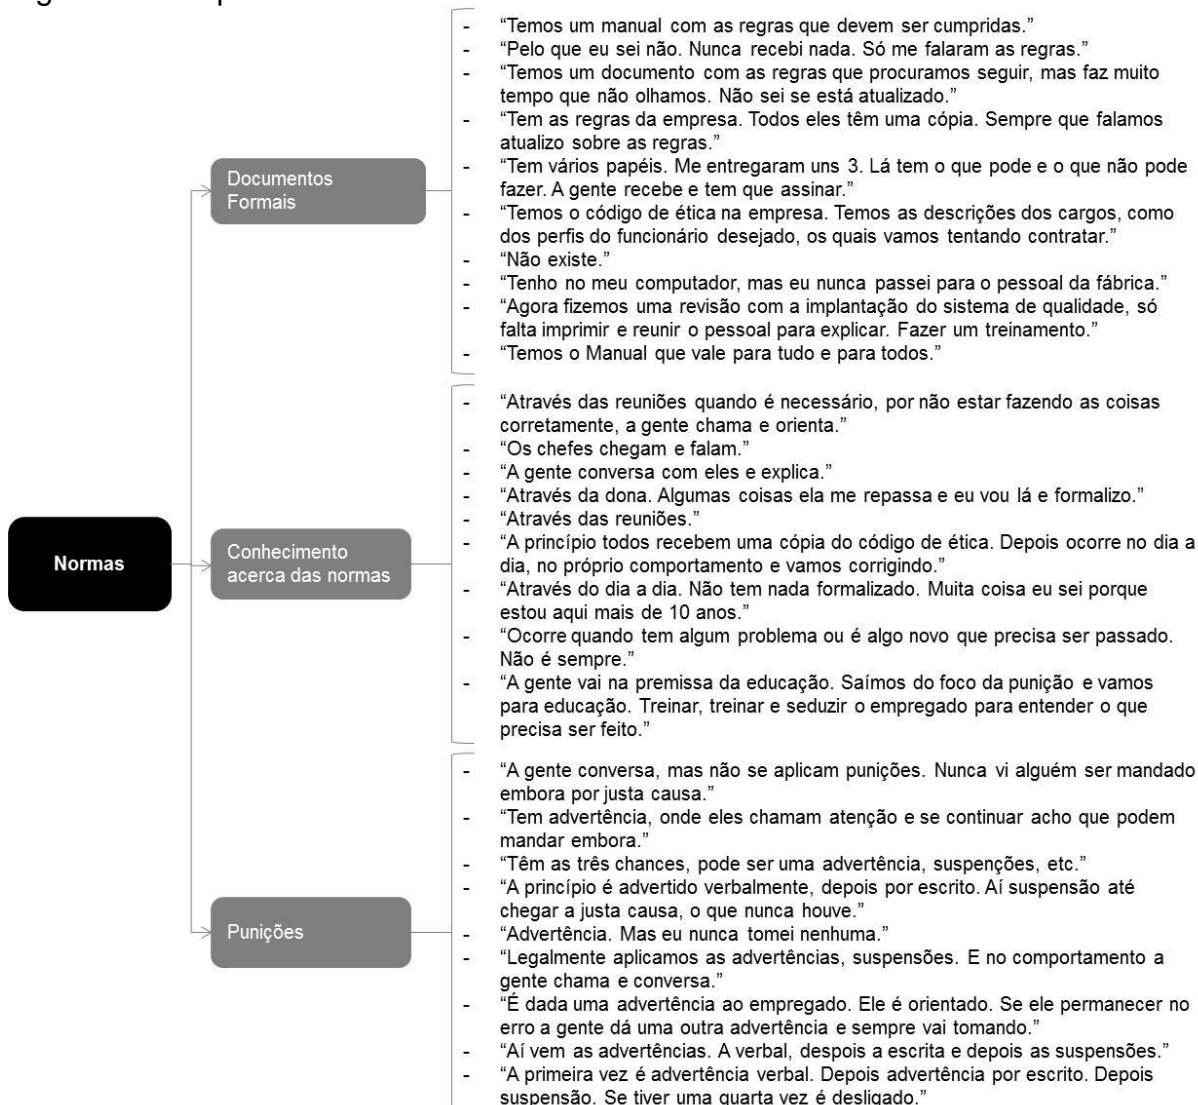 - “Temos um manual com as regras que devem ser cumpridas.”
- “Pelo que eu sei não. Nunca recebi nada. Só me falaram as regras.”
- “Temos um documento com as regras que procuramos seguir, mas faz muito
tempo que não olhamos. Não sei se está atualizado.”
- “Tem as regras da empresa. Todos eles têm uma cópia. Sempre que falamos
atualizo sobre as regras.”
- “Tem vários papéis. Me entregaram uns 3. Lá tem o que pode e o que não pode
fazer. A gente recebe e tem que assinar.”
Documentos
Formais
- “Temos o código de ética na empresa. Temos as descrições dos cargos, como
dos perfis do funcionário desejado, os quais vamos tentando contratar.”
- “Não existe.”
- “Tenho no meu computador, mas eu nunca passei para o pessoal da fábrica.”
- “Agora fizemos uma revisão com a implantação do sistema de qualidade, só
falta imprimir e reunir o pessoal para explicar. Fazer um treinamento.”
- “Temos o Manual que vale para tudo e para todos.”
- “Através das reuniões quando é necessário, por não estar fazendo as coisas
corretamente, a gente chama e orienta.”
- “Os chefes chegam e falam.”
- “A gente conversa com eles e explica.”
- “Através da dona. Algumas coisas ela me repassa e eu vou lá e formalizo.”
- “Através das reuniões.”
Normas
Conhecimento
acerca das normas
- “A princípio todos recebem uma cópia do código de ética. Depois ocorre no dia a
dia, no próprio comportamento e vamos corrigindo.”
- “Através do dia a dia. Não tem nada formalizado. Muita coisa eu sei porque
estou aqui mais de 10 anos.”
- “Ocorre quando tem algum problema ou é algo novo que precisa ser passado.
Não é sempre.”
- “A gente vai na premissa da educação. Saímos do foco da punição e vamos
para educação. Treinar, treinar e seduzir o empregado para entender o que
precisa ser feito.”
- “A gente conversa, mas não se aplicam punições. Nunca vi alguém ser mandado
embora por justa causa.”
- “Tem advertência, onde eles chamam atenção e se continuar acho que podem
mandar embora.”
- “Têm as três chances, pode ser uma advertência, suspenções, etc.”
- “A princípio é advertido verbalmente, depois por escrito. Aí suspensão até
chegar a justa causa, o que nunca houve.”
Punições
- “Advertência. Mas eu nunca tomei nenhuma.”
- “Legalmente aplicamos as advertências, suspensões. E no comportamento a
gente chama e conversa.”
- “É dada uma advertência ao empregado. Ele é orientado. Se ele permanecer no
erro a gente dá uma outra advertência e sempre vai tomando.”
- “Aí vem as advertências. A verbal, despois a escrita e depois as suspensões.”
- “A primeira vez é advertência verbal. Depois advertência por escrito. Depois
suspensão. Se tiver uma quarta vez é desligado.”